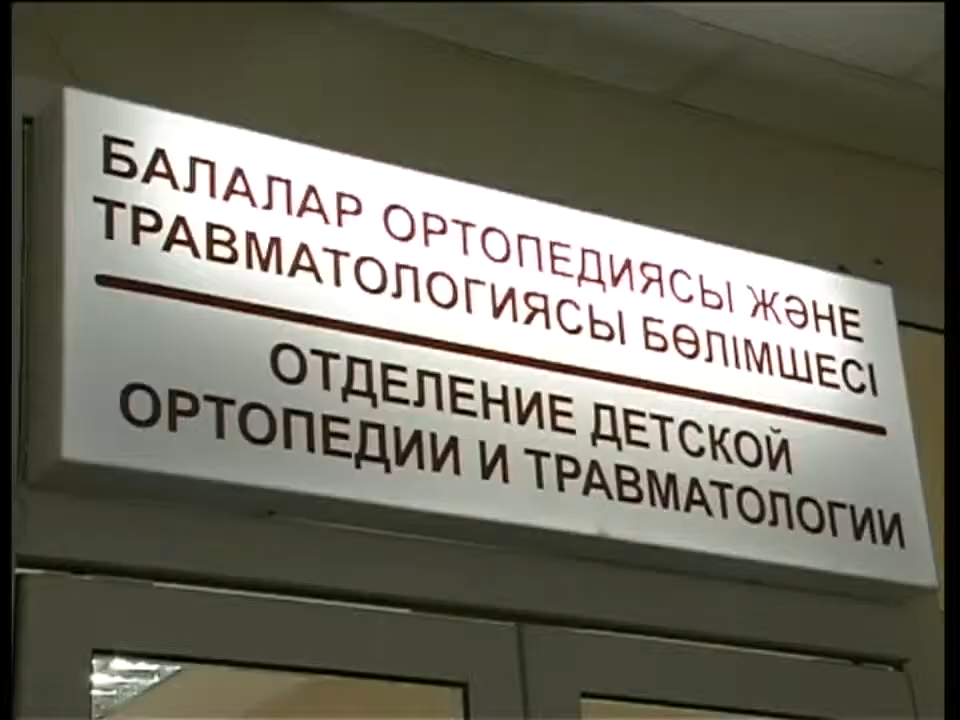 БАЛАЛАР ОРТОПЕДИЯСЫ ЖӘНЕ
ТРАВМАТОЛОГИЯСЫ БӨЛІМШЕСІ
ОТДЕЛЕНИЕ ДЕТСКОЙ
ОРТОПЕДИИ И ТРАВМАТОЛОГИИ